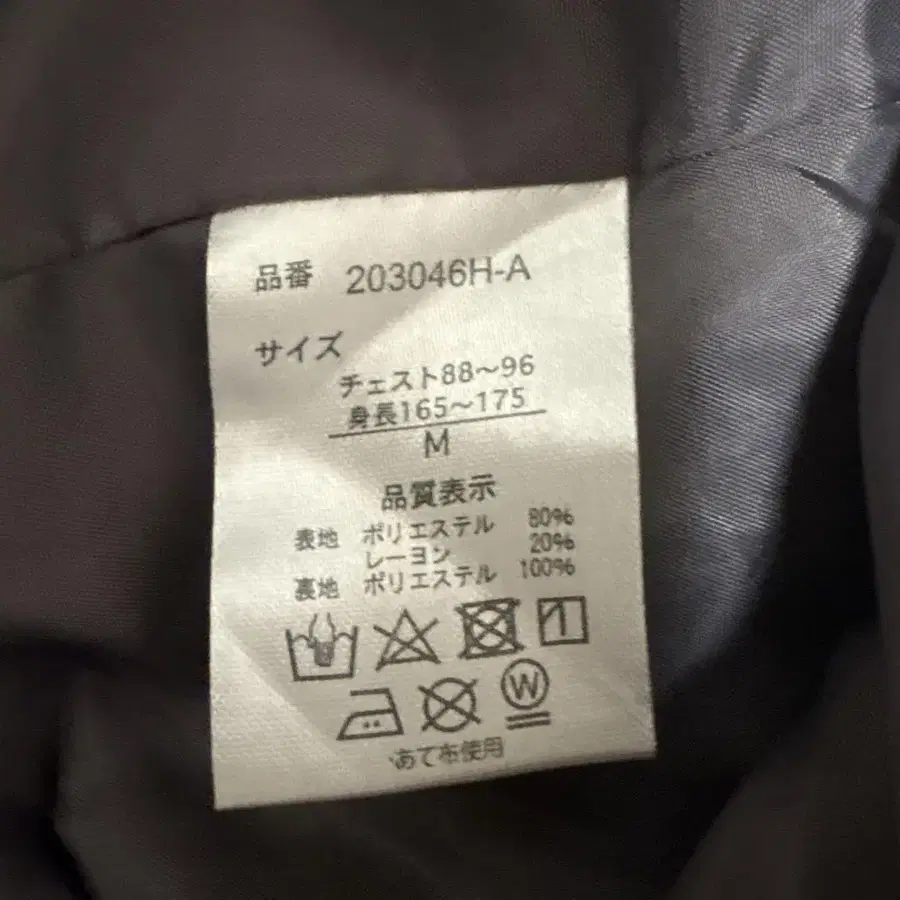 品番 203046H-A
サイズ
チェスト88～96
身長165～175
M
品質表示
表地 ポリエステル 80%
レーヨン 20%
裏地 ポリエステル 100%
W
あて布使用